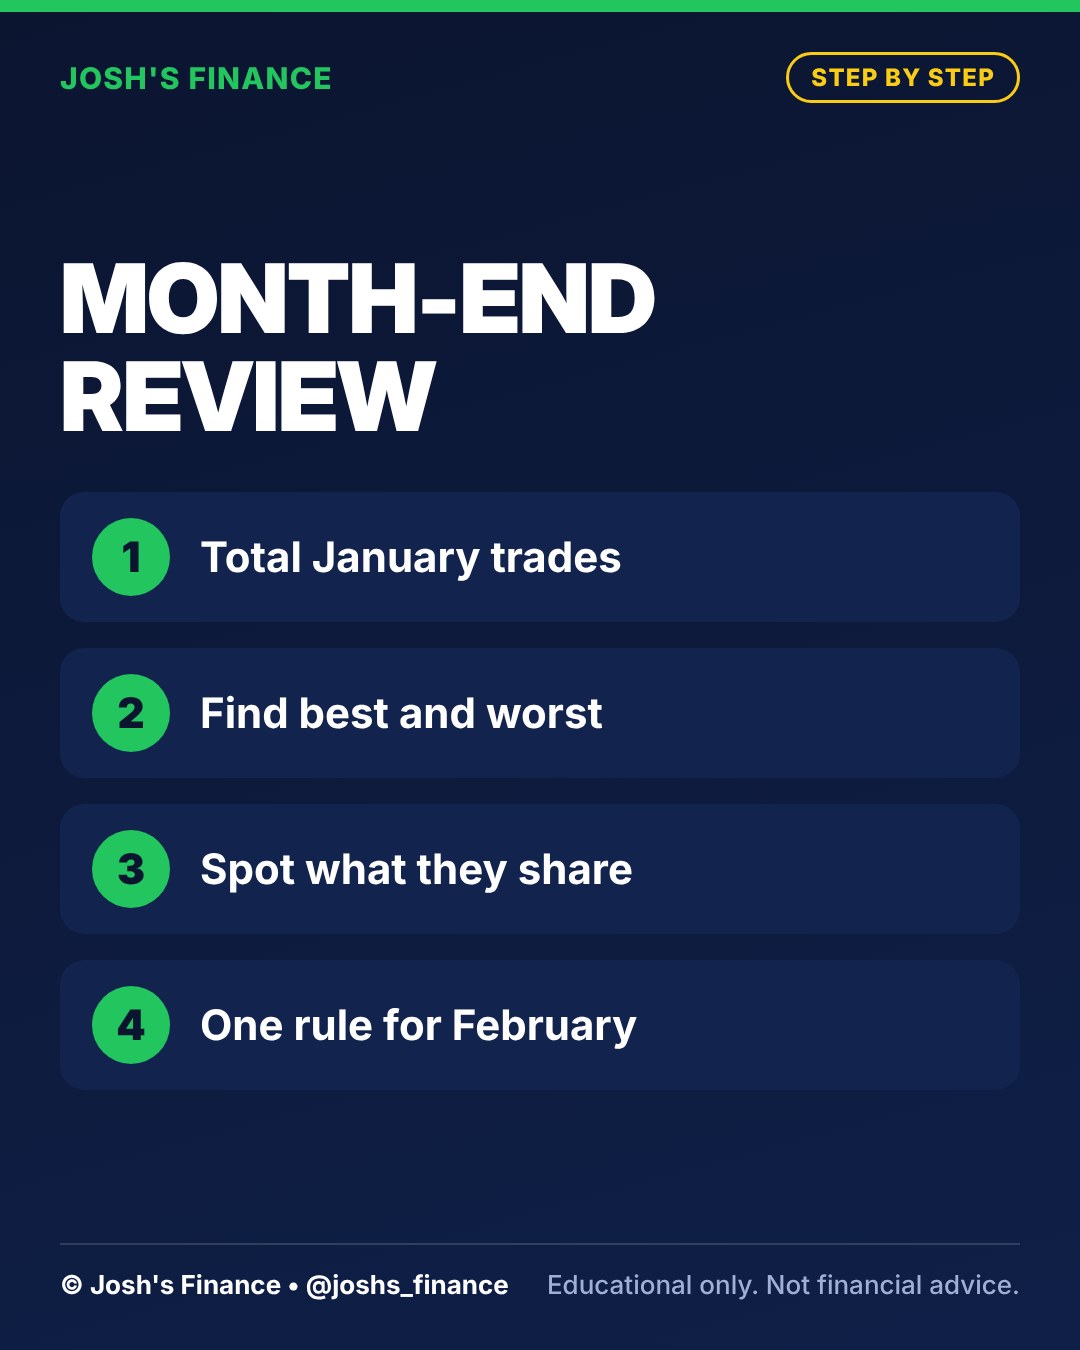 JOSH'S FINANCE
STEP BY STEP
MONTH-END
REVIEW
1 Total January trades
2 Find best and worst
3 Spot what they share
4 One rule for February
© Josh's Finance • @joshs_finance
Educational only. Not financial advice.